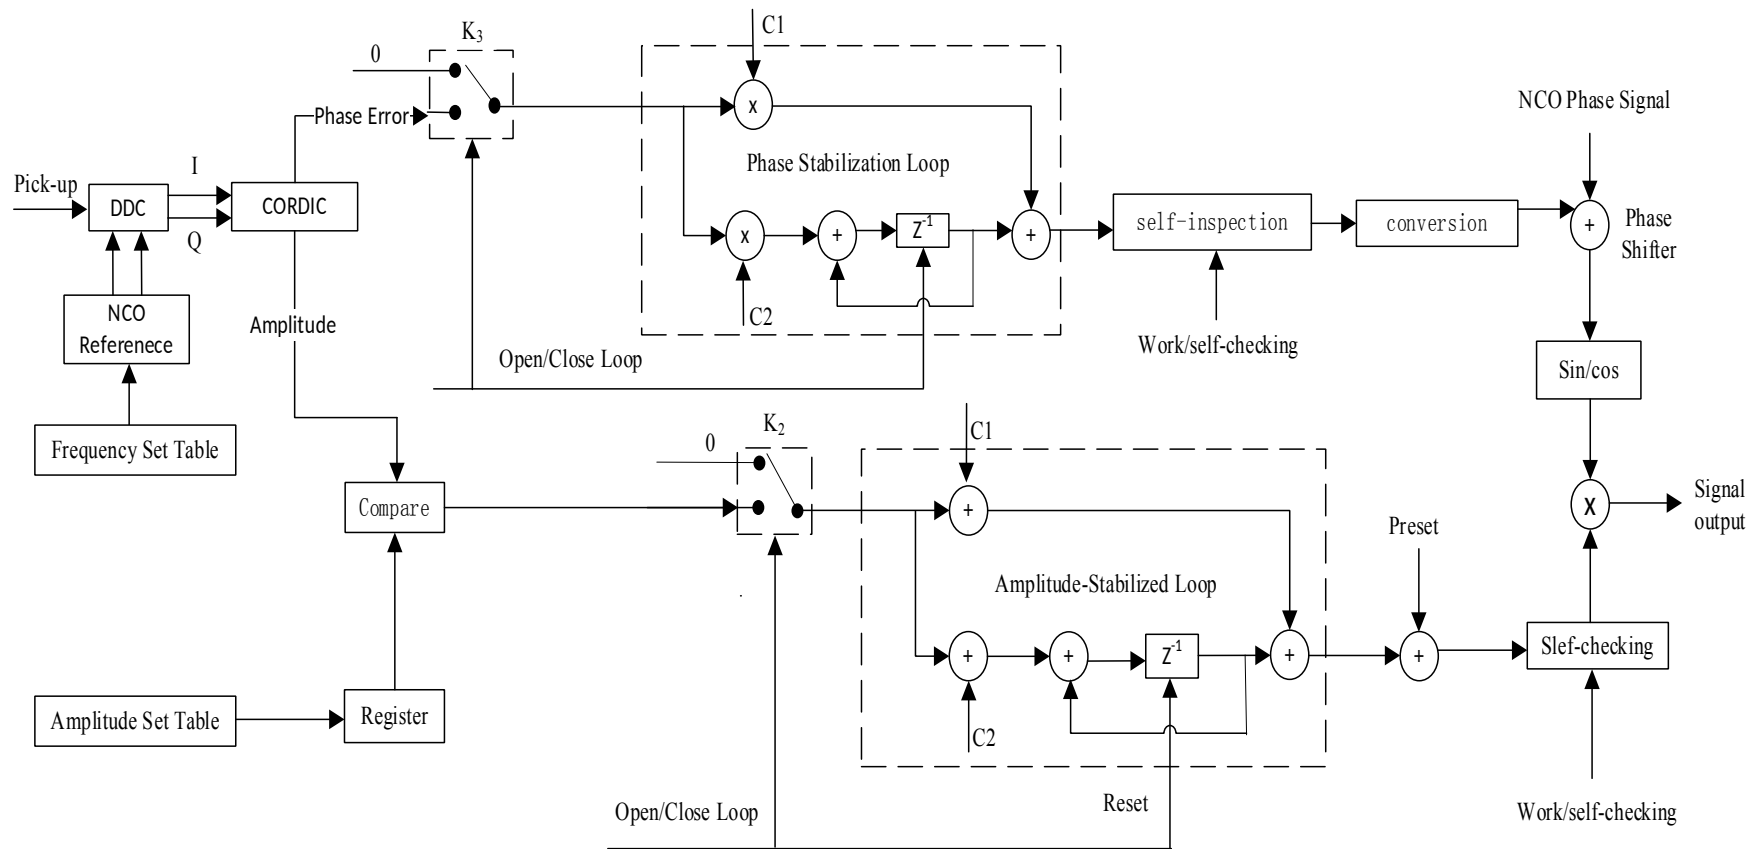 C1
K3
0
NCO Phase Signal
Phase Error
x
Phase Stabilization Loop
I
Pick-up
DDC
CORDIC
Q
x
+
Z-1
+
self-inspection
conversion
+
Phase
Shifter
NCO
Referenece
Amplitude
C2
Work/self-checking
Open/Close Loop
Sin/cos
Frequency Set Table
K2
0
C1
Compare
+
X
Signal
output
Preset
Amplitude-Stabilized Loop
+
+
Z-1
+
+
Slef-checking
Amplitude Set Table
Register
C2
Open/Close Loop
Reset
Work/self-checking